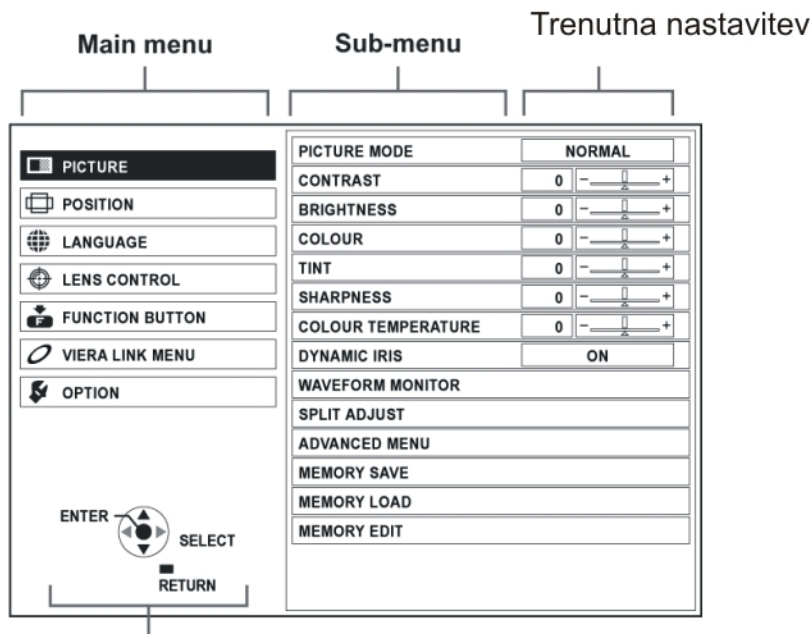 Main menu
Sub-menu
Trenutna nastavitev
PICTURE
POSITION
LANGUAGE
LENS CONTROL
F
FUNCTION BUTTON
VIERA LINK MENU
OPTION
ENTER
SELECT
RETURN
PICTURE MODE NORMAL
CONTRAST 0 - +
BRIGHTNESS 0 - +
COLOUR 0 - +
TINT 0 - +
SHARPNESS 0 - +
COLOUR TEMPERATURE 0 - +
DYNAMIC IRIS ON
WAVEFORM MONITOR
SPLIT ADJUST
ADVANCED MENU
MEMORY SAVE
MEMORY LOAD
MEMORY EDIT